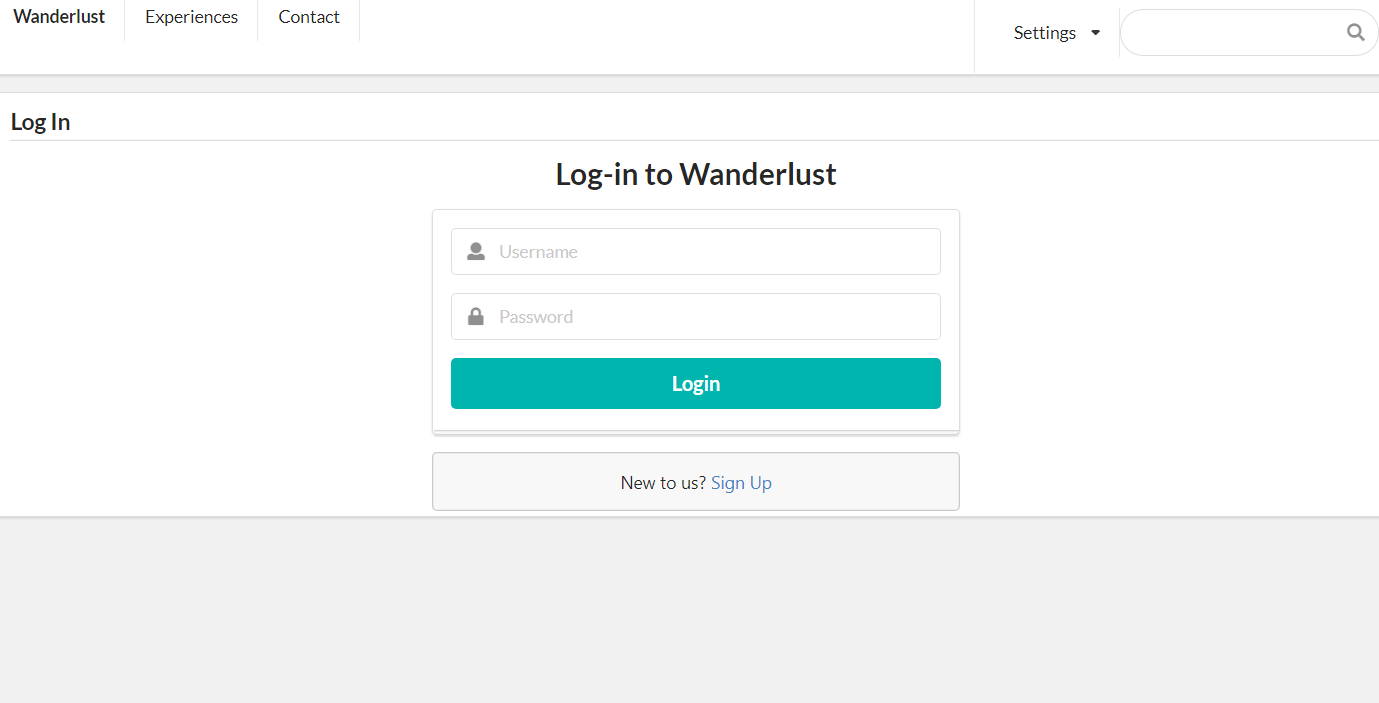 Wanderlust Experiences Contact Settings
Log In
Log-in to Wanderlust
Username
Password
Login
New to us? Sign Up